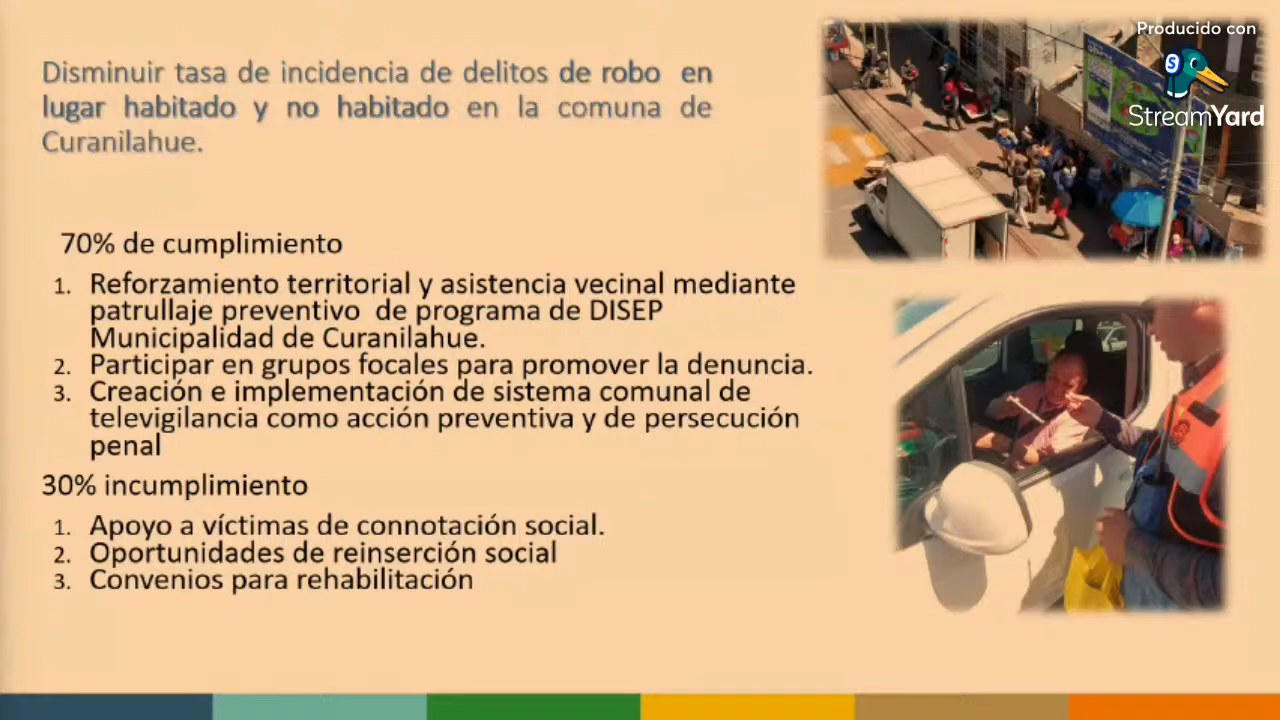 Producido con
StreamYard
Disminuir tasa de incidencia de delitos de robo en
lugar habitado y no habitado en la comuna de
Curanilahue.
70% de cumplimiento
1. Reforzamiento territorial y asistencia vecinal mediante
patrullaje preventivo de programa de DISEP
Municipalidad de Curanilahue.
2. Participar en grupos focales para promover la denuncia.
3. Creación e implementación de sistema comunal de
televigilancia como acción preventiva y de persecución
penal
30% incumplimiento
1. Apoyo a víctimas de connotación social.
2. Oportunidades de reinserción social
3. Convenios para rehabilitación